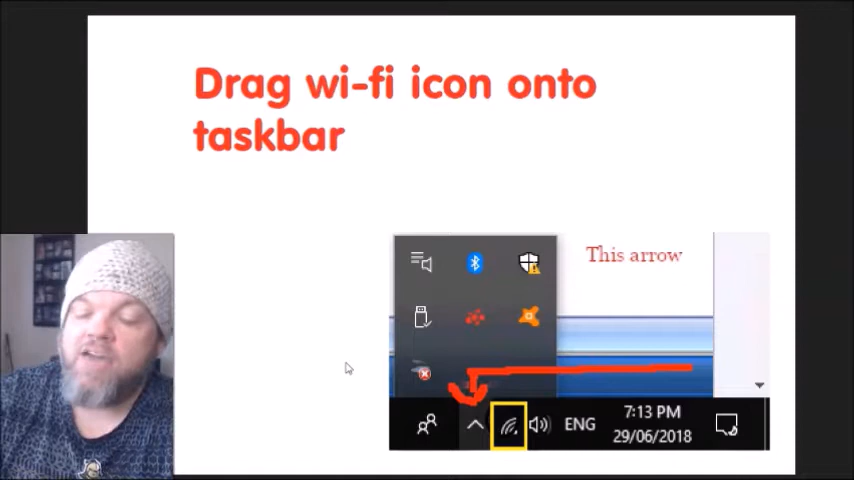 Drag wi-fi icon onto
taskbar
This arrow
ENG
7:13 PM
29/06/2018